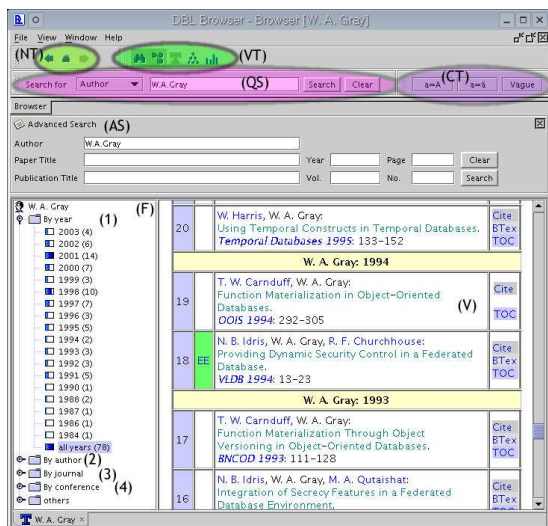 DBL Browser - Browser [W. A. Gray]
File View Window Help
(NT) (VT)
Search for Author W.A.Gray (QS) Search Clear (CT) a=A a=á Vague
Browser
Advanced Search (AS)
Author W.A.Gray
Paper Title Year Page Clear
Publication Title Vol. No. Search
W. A. Gray (F)
By year (1)
2003 (4)
2002 (6)
2001 (14)
2000 (7)
1999 (3)
1998 (10)
1997 (7)
1996 (3)
1995 (5)
1994 (2)
1993 (3)
1992 (3)
1991 (5)
1990 (1)
1988 (2)
1987 (1)
1986 (1)
1984 (1)
all years (78)
By author (2)
By journal (3)
By conference (4)
others
20 W. Harris, W. A. Gray: Cite
Using Temporal Constructs in Temporal Databases. BTex
Temporal Databases 1995: 133-152 TOC
W. A. Gray: 1994
T. W. Carnduff, W. A. Gray: Cite
19 Function Materialization in Object-Oriented
Databases. (V)
OOIS 1994: 292-305 TOC
N. B. Idris, W. A. Gray, R. F. Churchhouse: Cite
18 EE Providing Dynamic Security Control in a Federated BTex
Database. TOC
VLDB 1994: 13-23
W. A. Gray: 1993
T. W. Carnduff, W. A. Gray: Cite
17 Function Materialization Through Object BTex
Versioning in Object-Oriented Databases. TOC
BNCOD 1993: 111-128
N. B. Idris, W. A. Gray, M. A. Qutaishat: Cite
16 Integration of Secrecy Features in a Federated BTex
Database Environment. TOC
W. A. Gray ×